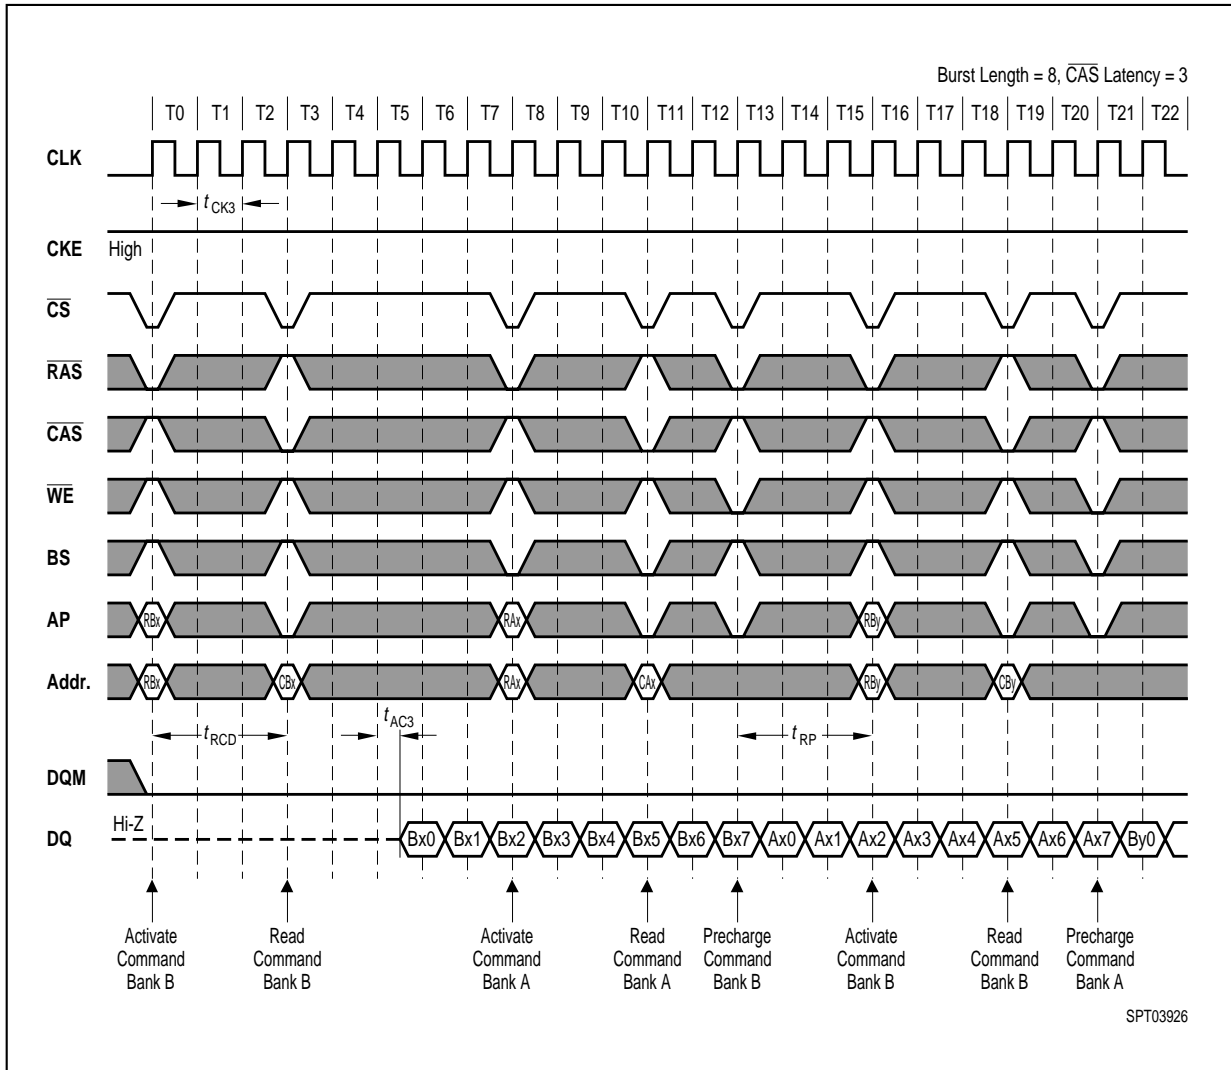 Burst Length = 8, CAS Latency = 3
T0 T1 T2 T3 T4 T5 T6 T7 T8 T9 T10 T11 T12 T13 T14 T15 T16 T17 T18 T19 T20 T21 T22
CLK
tCK3
CKE High
CS
RAS
CAS
WE
BS
AP RBx RAx RBy
Addr. RBx CBx RAx CAx RBy CBy
tAC3
tRCD tRP
DQM
Hi-Z
DQ Bx0 Bx1 Bx2 Bx3 Bx4 Bx5 Bx6 Bx7 Ax0 Ax1 Ax2 Ax3 Ax4 Ax5 Ax6 Ax7 By0
Activate Read Activate Read Precharge Activate Read Precharge
Command Command Command Command Command Command Command Command
Bank B Bank B Bank A Bank A Bank B Bank B Bank B Bank A
SPT03926